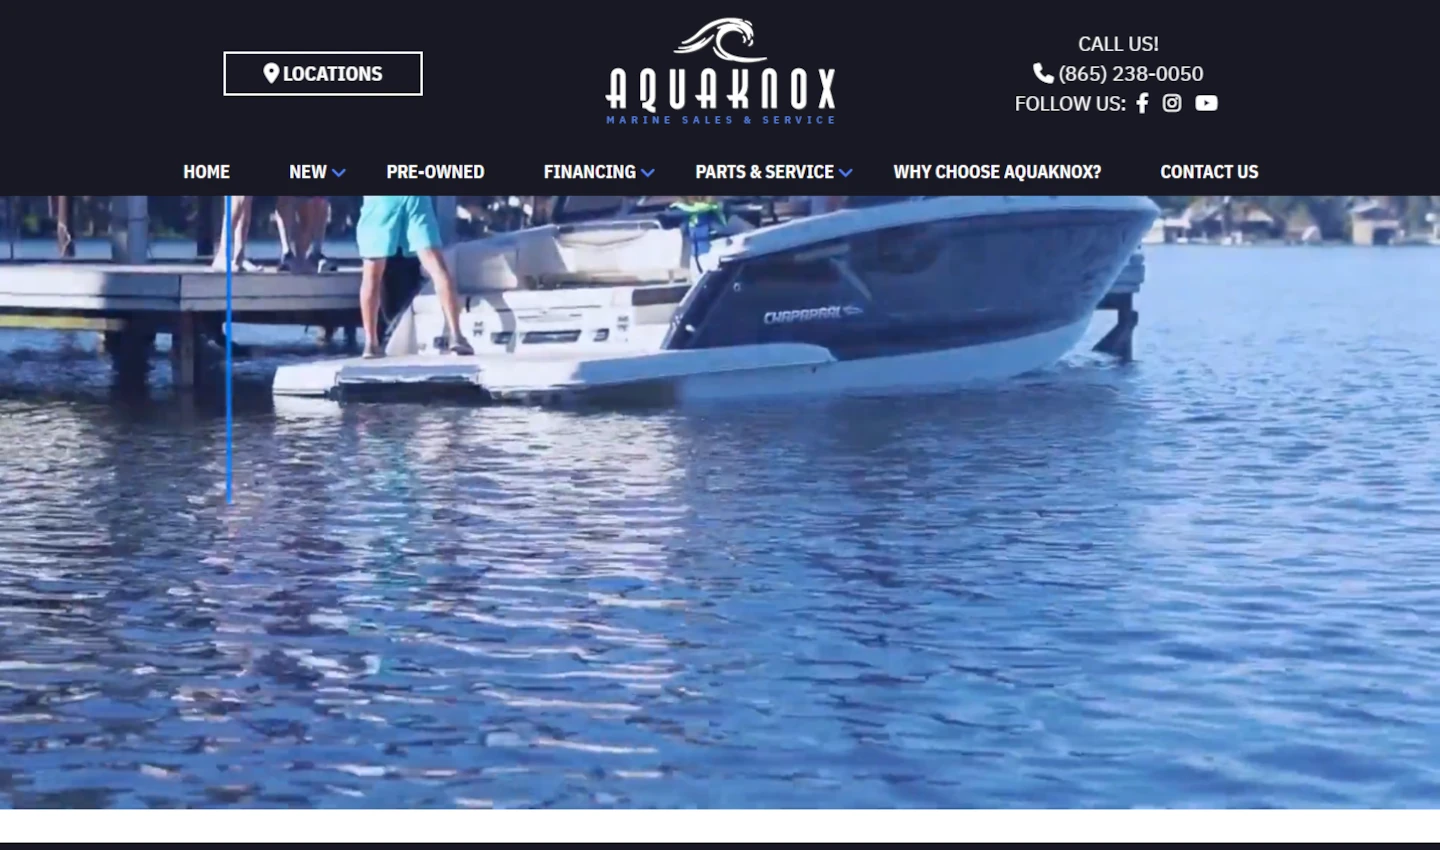 LOCATIONS
AQUAKNOX
MARINE SALES & SERVICE
CALL US!
(865) 238-0050
FOLLOW US:
HOME NEW PRE-OWNED FINANCING PARTS & SERVICE WHY CHOOSE AQUAKNOX? CONTACT US
CHAPARRAL